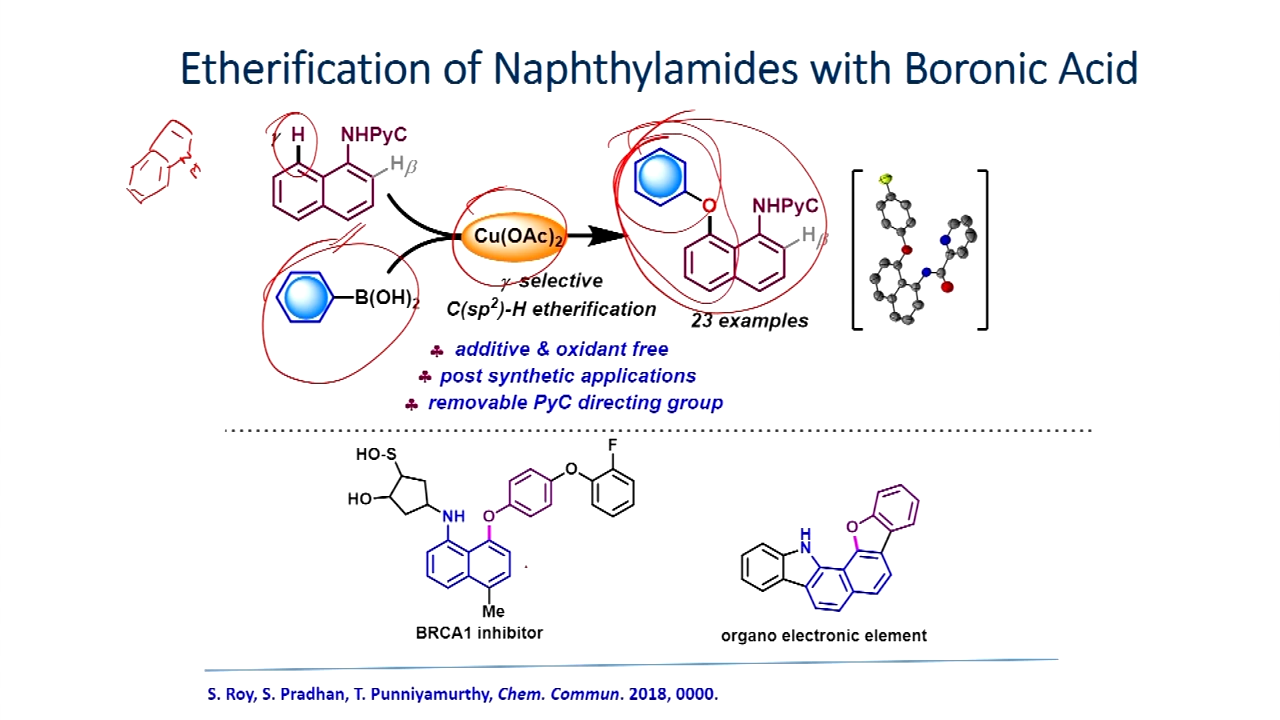 Etherification of Naphthylamides with Boronic Acid
γ H NHPyC
Hβ
B(OH)2
Cu(OAc)2
γ selective
C(sp2)-H etherification
O NHPyC
Hβ
23 examples
♣ additive & oxidant free
♣ post synthetic applications
♣ removable PyC directing group
HO-S
HO
NH
O
O
F
Me
BRCA1 inhibitor
H
N
O
organo electronic element
S. Roy, S. Pradhan, T. Punniyamurthy, Chem. Commun. 2018, 0000.